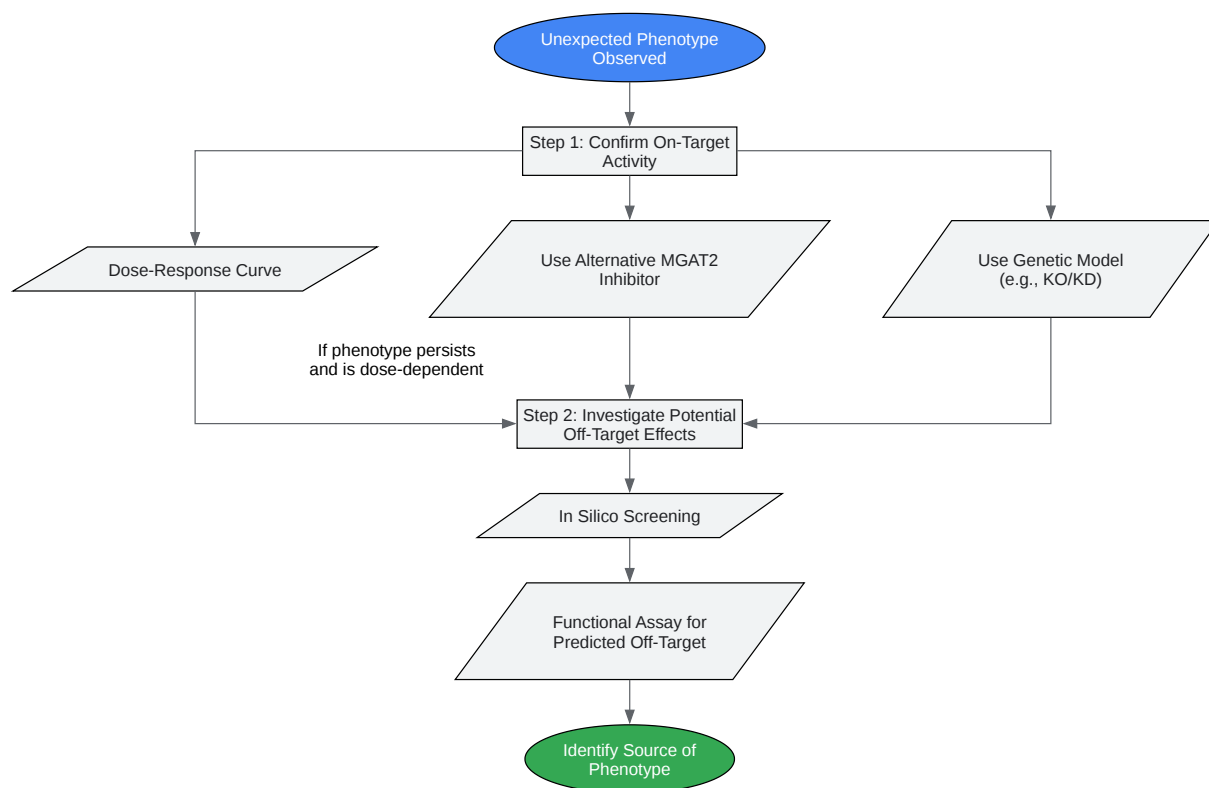 Unexpected Phenotype
Observed
Step 1: Confirm On-Target
Activity
Dose-Response Curve
Use Alternative MGAT2
Inhibitor
Use Genetic Model
(e.g., KO/KD)
If phenotype persists
and is dose-dependent
Step 2: Investigate Potential
Off-Target Effects
In Silico Screening
Functional Assay for
Predicted Off-Target
Identify Source of
Phenotype